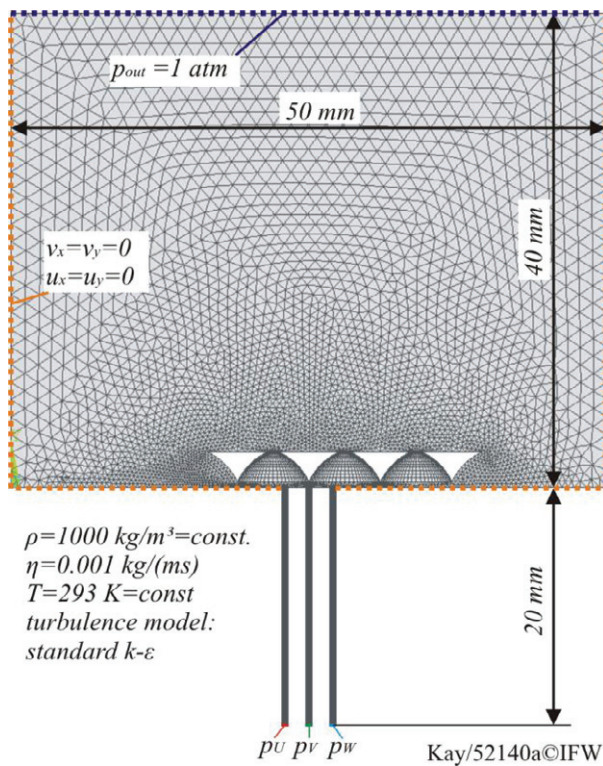 pout =1 atm
50 mm
vx=vy=0
ux=uy=0
40 mm
ρ=1000 kg/m³=const.
η=0.001 kg/(ms)
T=293 K=const
turbulence model:
standard k-ε
20 mm
pU pV pW
Kay/52140a©IFW